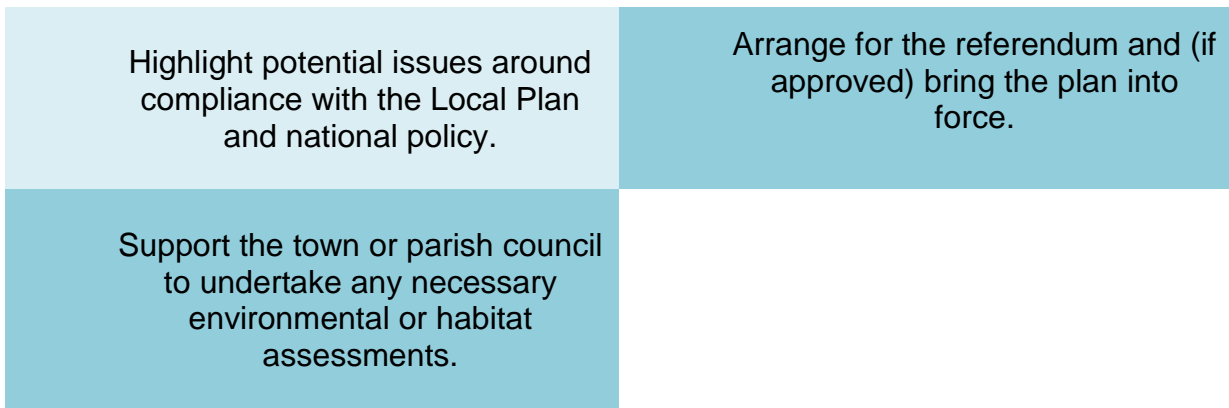 Highlight potential issues around
compliance with the Local Plan
and national policy.
Arrange for the referendum and (if
approved) bring the plan into
force.
Support the town or parish council
to undertake any necessary
environmental or habitat
assessments.